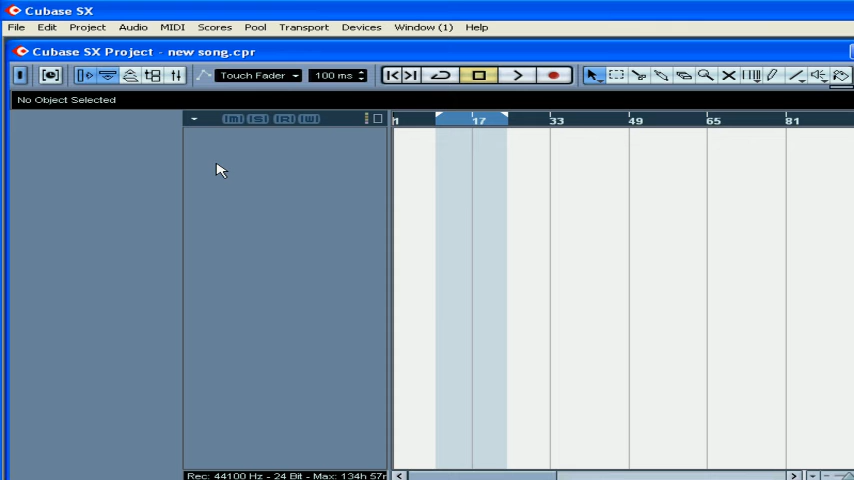 Cubase SX
File Edit Project Audio MIDI Scores Pool Transport Devices Window (1) Help
Cubase SX Project - new song.cpr
Touch Fader 100 ms
No Object Selected
M S R W
1 17 33 49 65 81
Rec: 44100 Hz - 24 Bit - Max: 134h 57m